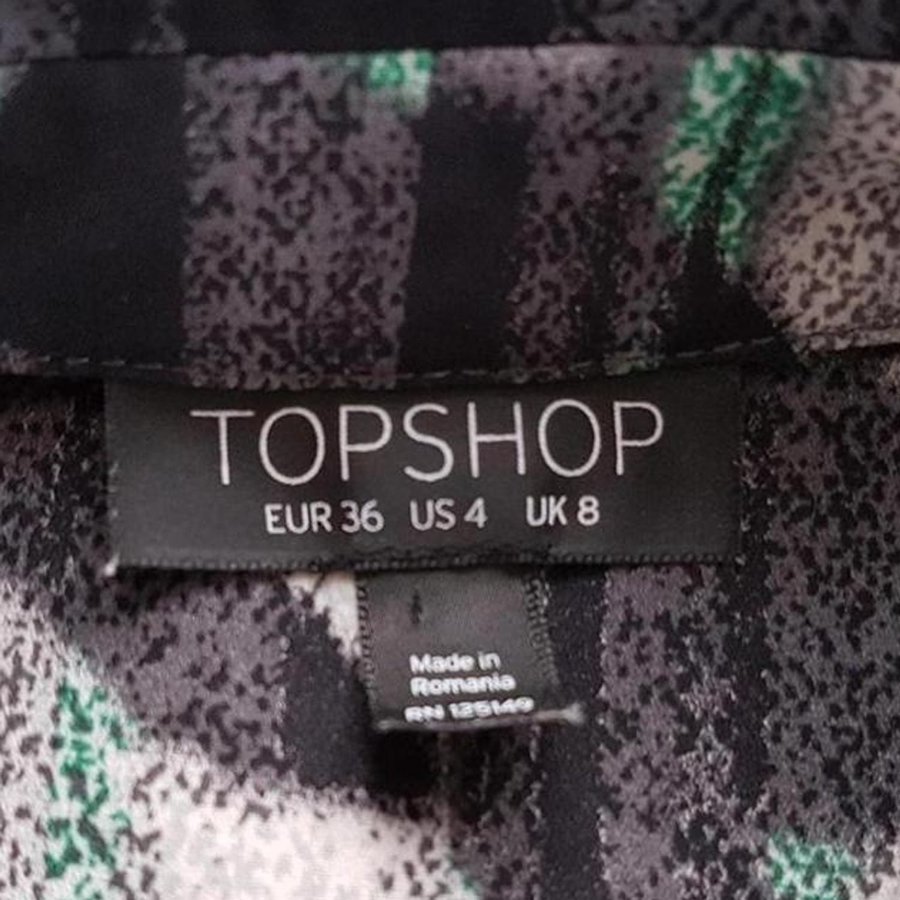 TOPSHOP
EUR 36 US 4 UK 8
Made in
Romania
RN 125149